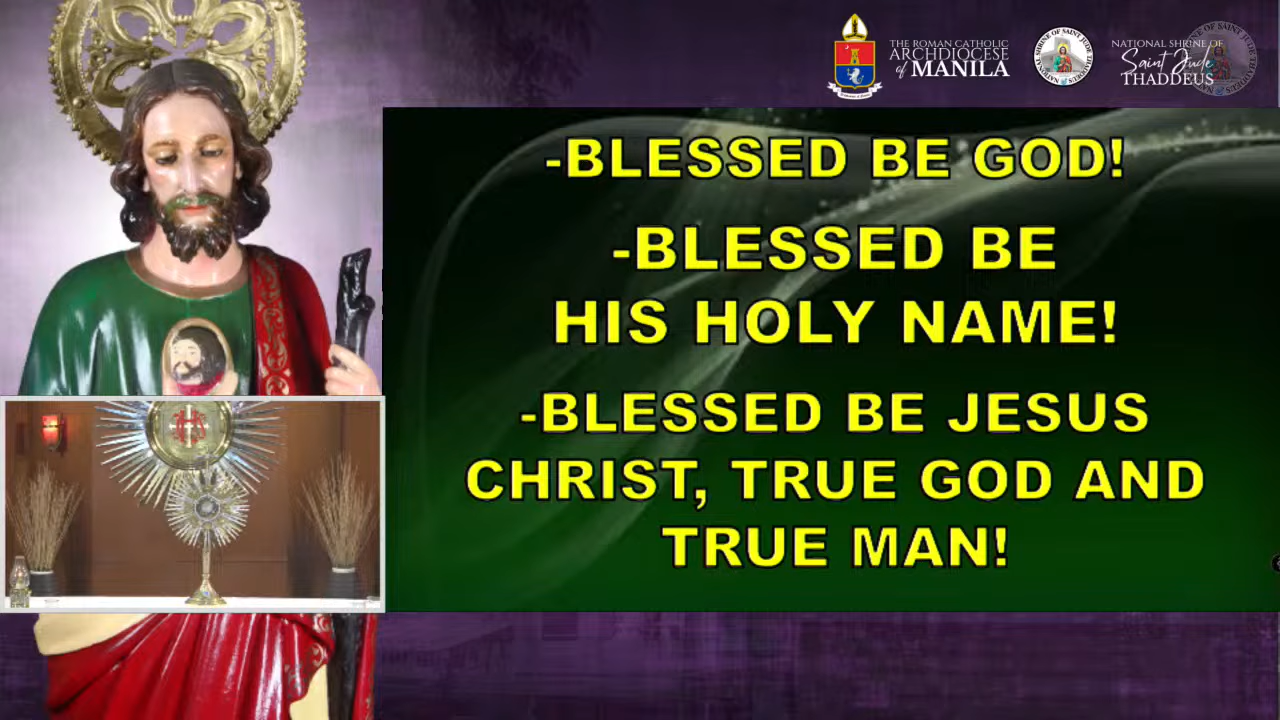 THE ROMAN CATHOLIC
ARCHDIOCESE
of MANILA
NATIONAL SHRINE OF
Saint Jude
THADDEUS
-BLESSED BE GOD!
-BLESSED BE
HIS HOLY NAME!
-BLESSED BE JESUS
CHRIST, TRUE GOD AND
TRUE MAN!